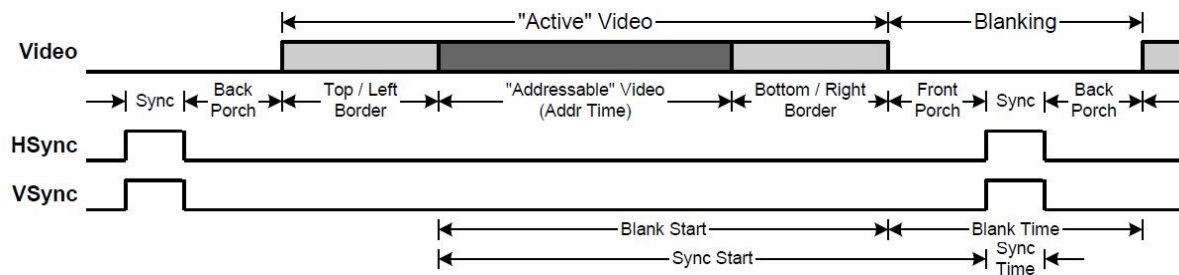 "Active" Video
Blanking
Video
Sync
Back
Porch
Top / Left
Border
"Addressable" Video
(Addr Time)
Bottom / Right
Border
Front
Porch
Sync
Back
Porch
HSync
VSync
Blank Start
Blank Time
Sync Start
Sync
Time